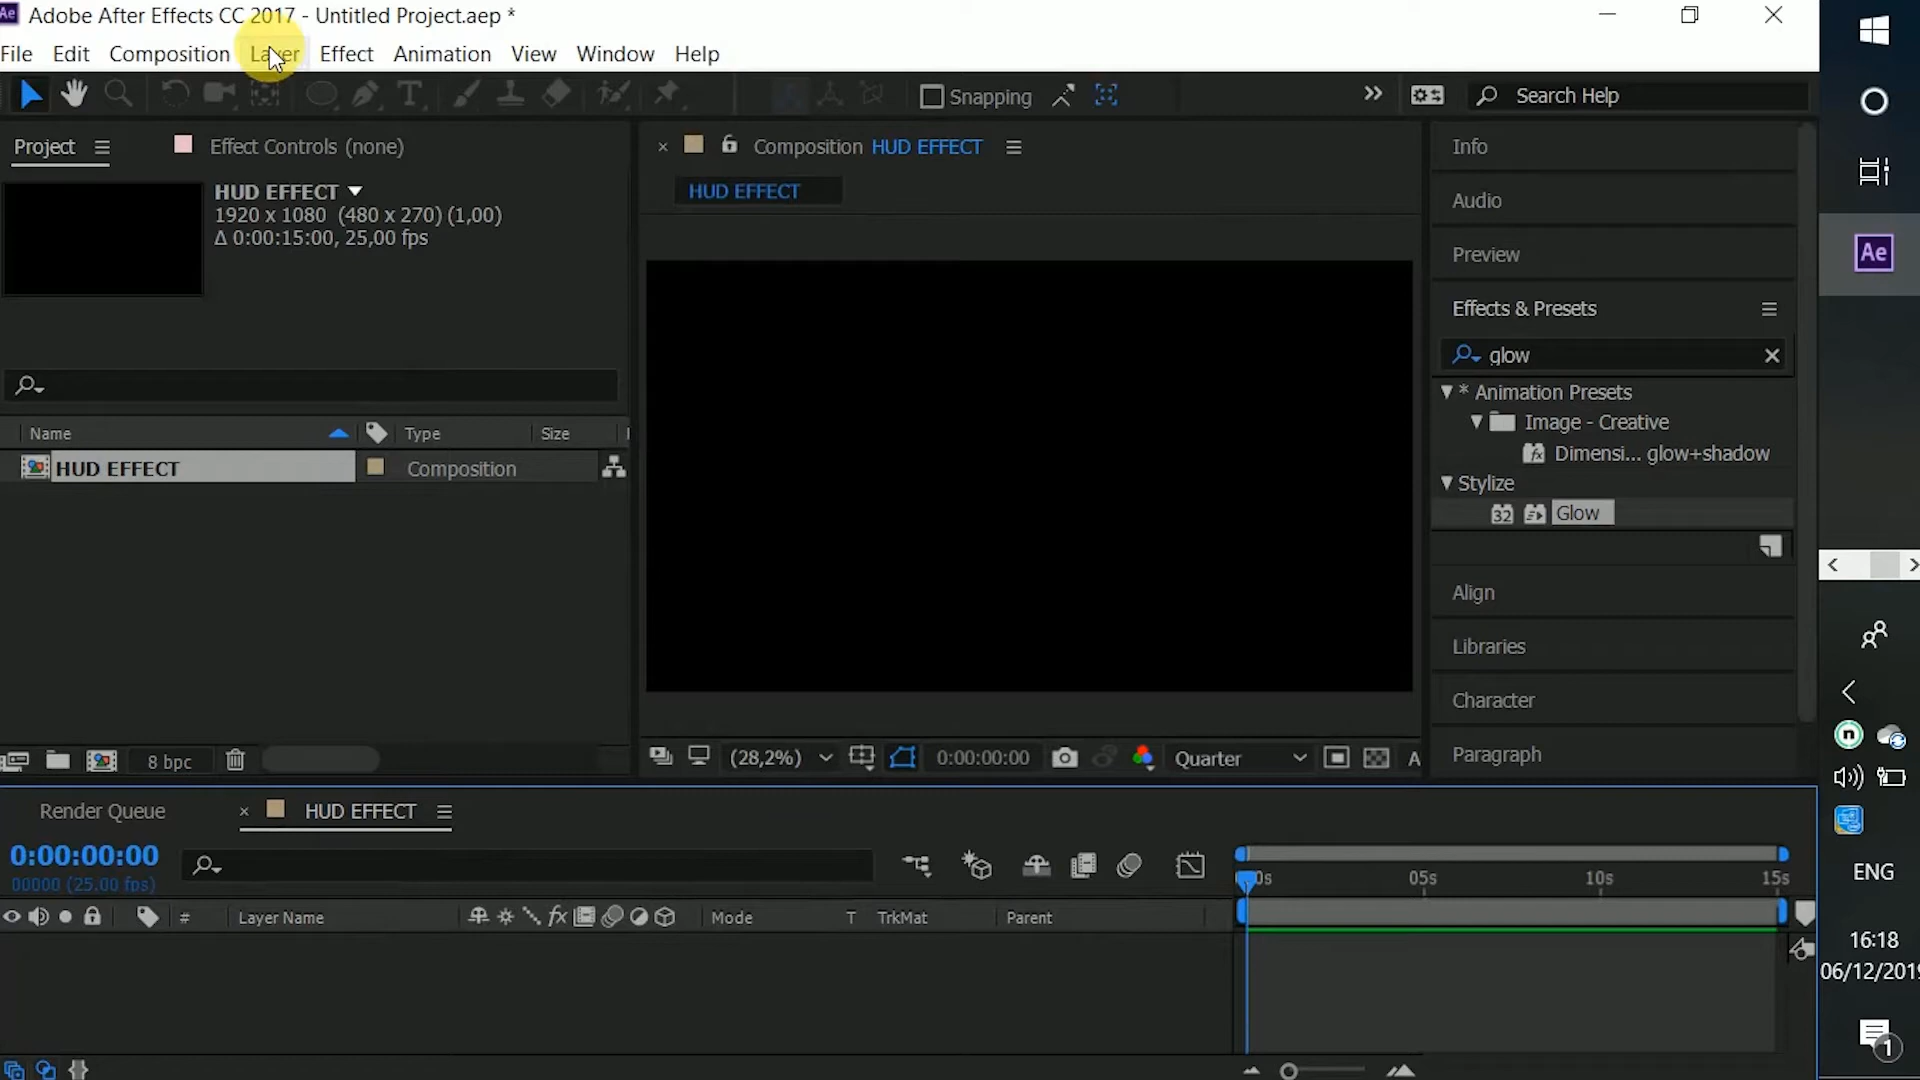 Adobe After Effects CC 2017 - Untitled Project.aep *
File Edit Composition Layer Effect Animation View Window Help
Snapping
Search Help
Project
Effect Controls (none)
HUD EFFECT
1920 x 1080 (480 x 270) (1,00)
Δ 0:00:15:00, 25,00 fps
Name Type Size
HUD EFFECT Composition
8 bpc
Composition HUD EFFECT
HUD EFFECT
(28,2%) 0:00:00:00 Quarter A
Info
Audio
Preview
Effects & Presets
glow
* Animation Presets
Image - Creative
Dimensi... glow+shadow
Stylize
32 Glow
Align
Libraries
Character
Paragraph
Render Queue
HUD EFFECT
0:00:00:00
00000 (25.00 fps)
0s 05s 10s 15s
# Layer Name fx Mode T TrkMat Parent
Ae
ENG
16:18
06/12/2019
1